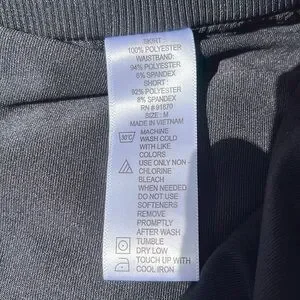 SKIRT :
100% POLYESTER
WAISTBAND:
94% POLYESTER
6% SPANDEX
SHORT :
92% POLYESTER
8% SPANDEX
RN # 91870
SIZE : M
MADE IN VIETNAM
30°C MACHINE
WASH COLD
WITH LIKE
COLORS
USE ONLY NON -
CHLORINE
BLEACH
WHEN NEEDED
DO NOT USE
SOFTENERS
REMOVE
PROMPTLY
AFTER WASH
TUMBLE
DRY LOW
TOUCH UP WITH
COOL IRON